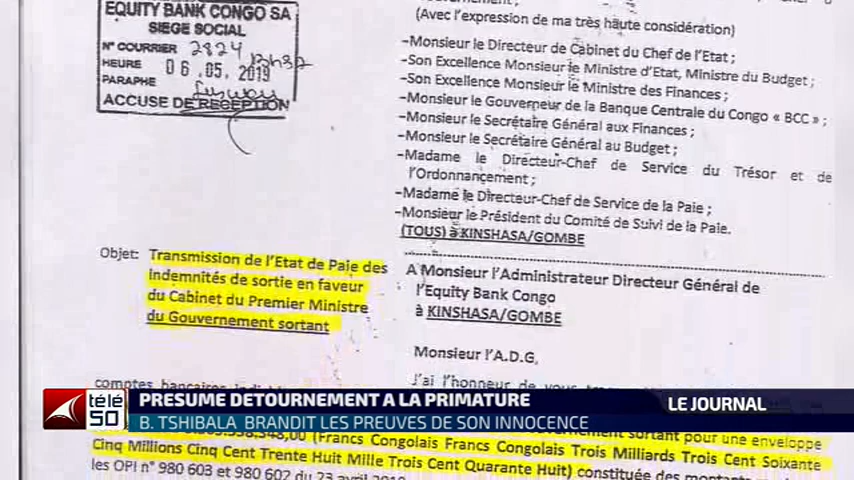 EQUITY BANK CONGO SA
SIEGE SOCIAL
N° COURRIER 2824
HEURE
06.05.2019
PARAPHE
ACCUSE DE RECEPTION
(Avec l'expression de ma très haute considération)
-Monsieur le Directeur de Cabinet du Chef de l'Etat ;
-Son Excellence Monsieur le Ministre d'Etat, Ministre du Budget ;
-Son Excellence Monsieur le Ministre des Finances ;
-Monsieur le Gouverneur de la Banque Centrale du Congo « BCC » ;
-Monsieur le Secrétaire Général aux Finances ;
-Monsieur le Secrétaire Général au Budget ;
-Madame le Directeur-Chef de Service du Trésor et de
l'Ordonnancement ;
-Madame le Directeur-Chef de Service de la Paie ;
-Monsieur le Président du Comité de Suivi de la Paie.
(TOUS) à KINSHASA/GOMBE
Objet: Transmission de l'Etat de Paie des
indemnités de sortie en faveur
du Cabinet du Premier Ministre
du Gouvernement sortant
A Monsieur l'Administrateur Directeur Général de
l'Equity Bank Congo
à KINSHASA/GOMBE
Monsieur l'A.D.G,
J'ai l'honneur de vous
comptes bancaires
télé
50
PRESUME DETOURNEMENT A LA PRIMATURE
LE JOURNAL
B. TSHIBALA BRANDIT LES PREUVES DE SON INNOCENCE
sortant pour une enveloppe
(Francs Congolais Francs Congolais Trois Milliards Trois Cent Soixante
Cinq Millions Cinq Cent Trente Huit Mille Trois Cent Quarante Huit) constituée des montants
les OPI n° 980 603 et 980 602 du 23 avril 2019